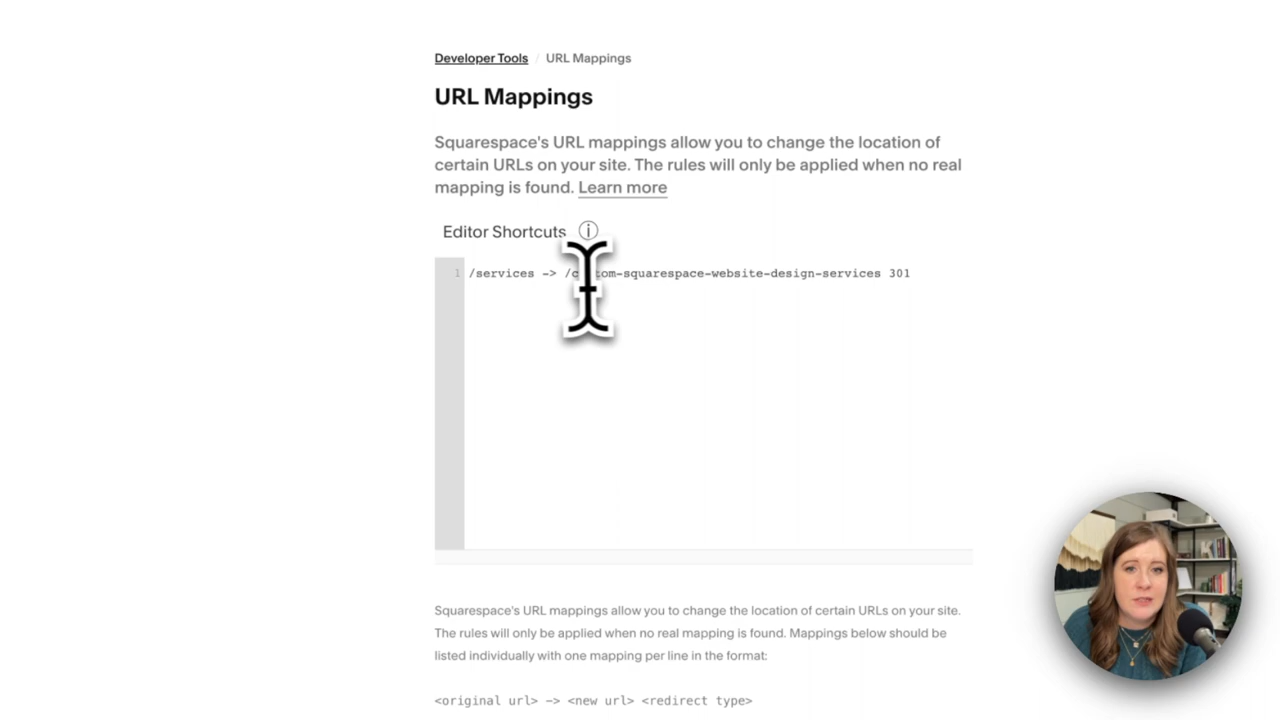 Developer Tools / URL Mappings
URL Mappings
Squarespace's URL mappings allow you to change the location of
certain URLs on your site. The rules will only be applied when no real
mapping is found. Learn more
Editor Shortcuts
1 /services -> /custom-squarespace-website-design-services 301
Squarespace's URL mappings allow you to change the location of certain URLs on your site.
The rules will only be applied when no real mapping is found. Mappings below should be
listed individually with one mapping per line in the format:
<original url> -> <new url> <redirect type>